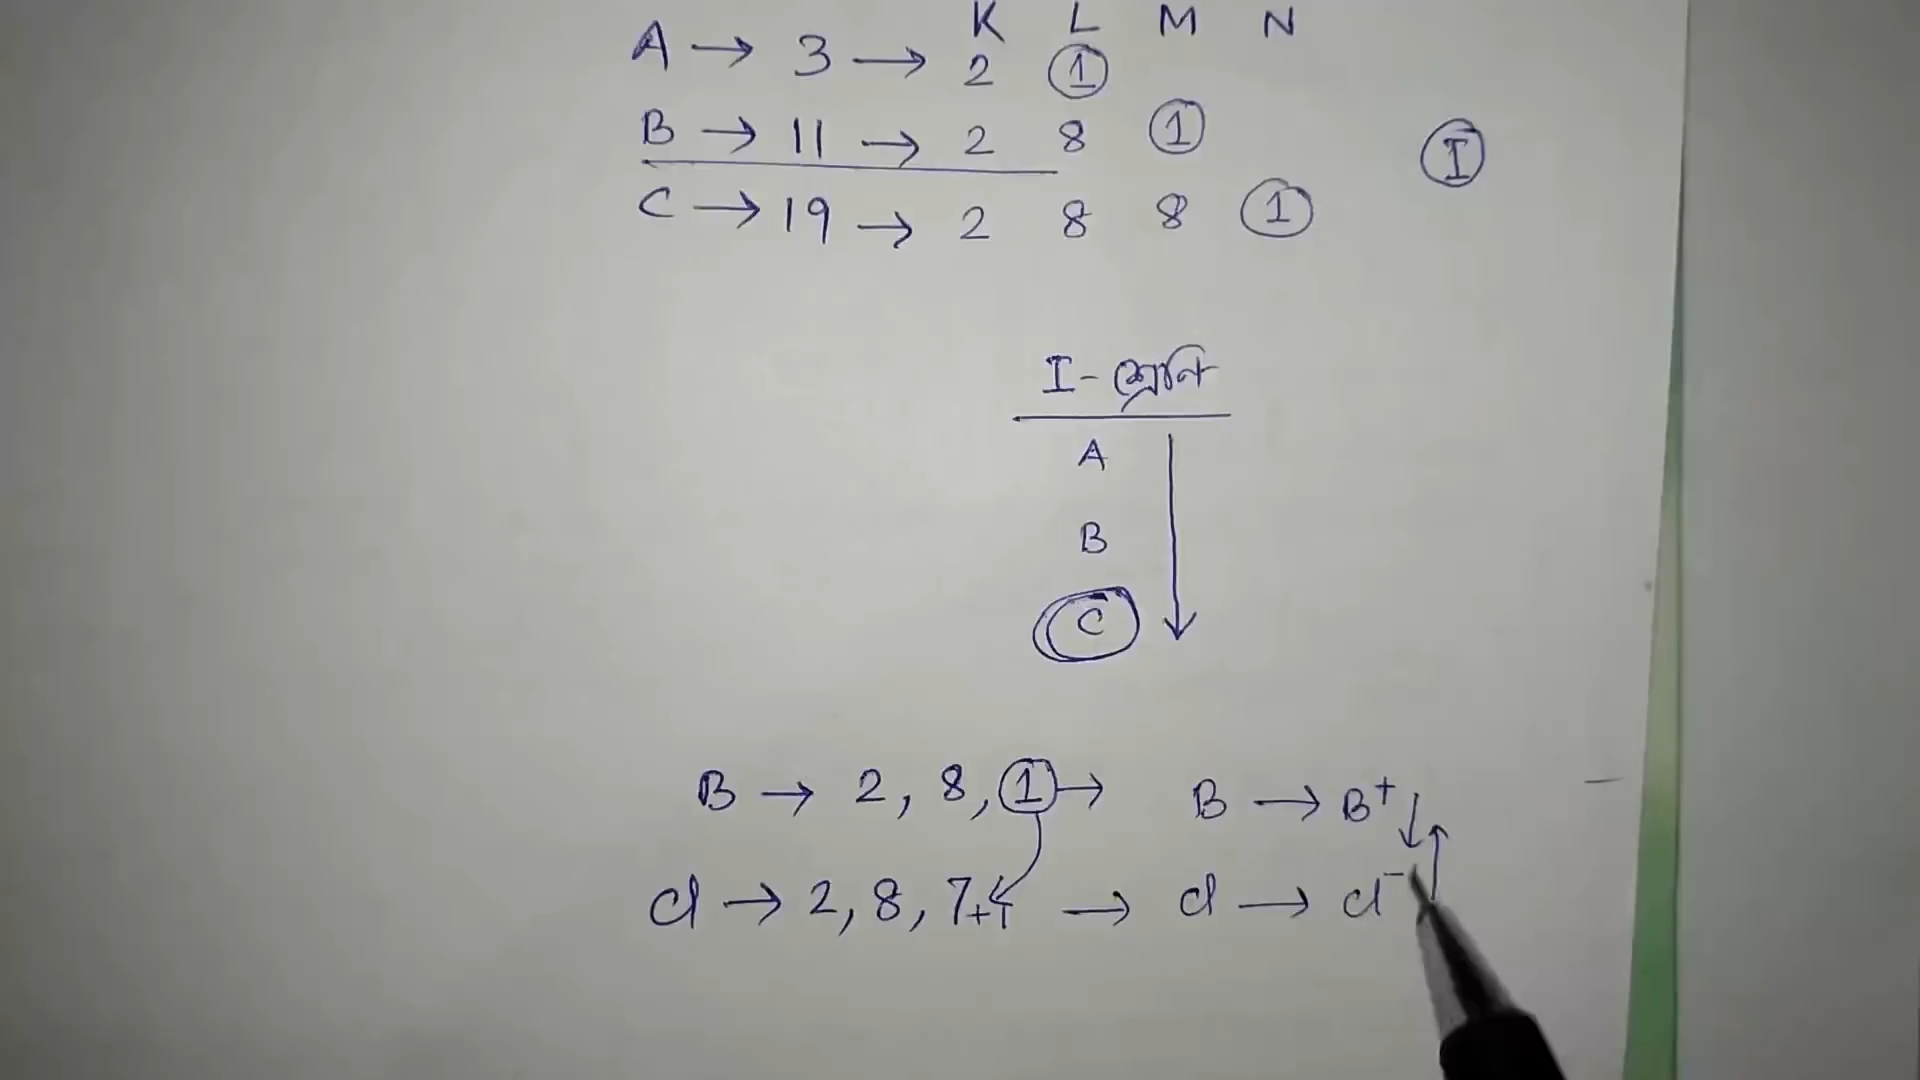 K L M N
A → 3 → 2 1
B → 11 → 2 8 1
I
C → 19 → 2 8 8 1
I - শ্রেণি
A
B
C
B → 2, 8, 1 → B → B⁺
Cl → 2, 8, 7+1 → Cl → Cl⁻